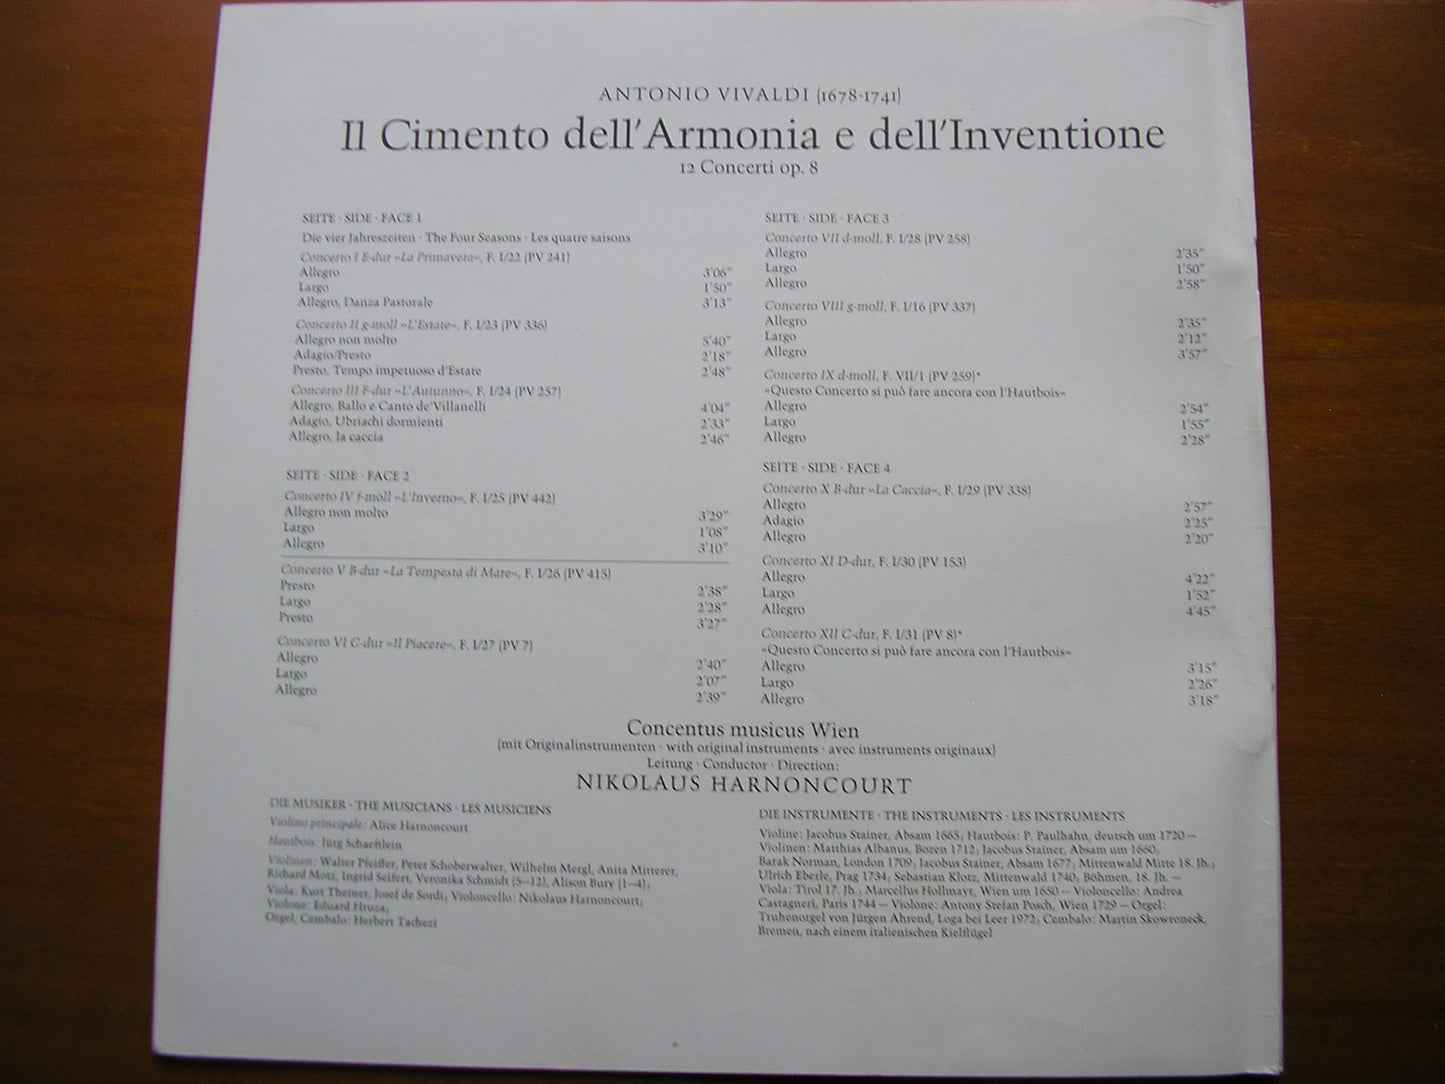 ANTONIO VIVALDI (1678-1741)
Il Cimento dell'Armonia e dell'Inventione
12 Concerti op. 8
SEITE · SIDE · FACE 1
Die vier Jahreszeiten · The Four Seasons · Les quatre saisons
Concerto I E-dur »La Primavera«, F. I/22 (PV 241)
Allegro 3'06"
Largo 1'50"
Allegro, Danza Pastorale 3'13"
Concerto II g-moll »L'Estate«, F. I/23 (PV 336)
Allegro non molto 5'40"
Adagio/Presto 2'18"
Presto, Tempo impetuoso d'Estate 2'48"
Concerto III F-dur »L'Autunno«, F. I/24 (PV 257)
Allegro, Ballo e Canto de'Villanelli 4'04"
Adagio, Ubriachi dormienti 2'33"
Allegro, la caccia 2'46"
SEITE · SIDE · FACE 2
Concerto IV f-moll »L'Inverno«, F. I/25 (PV 442)
Allegro non molto 3'29"
Largo 1'08"
Allegro 3'10"
Concerto V B-dur »La Tempesta di Mare«, F. I/26 (PV 415)
Presto 2'38"
Largo 2'28"
Presto 3'27"
Concerto VI C-dur »Il Piacere«, F. I/27 (PV 7)
Allegro 2'40"
Largo 2'07"
Allegro 2'39"
SEITE · SIDE · FACE 3
Concerto VII d-moll, F. I/28 (PV 258)
Allegro 2'35"
Largo 1'50"
Allegro 2'58"
Concerto VIII g-moll, F. I/16 (PV 337)
Allegro 2'35"
Largo 2'12"
Allegro 3'57"
Concerto IX d-moll, F. VII/1 (PV 259)*
»Questo Concerto si può fare ancora con l'Hautbois«
Allegro 2'54"
Largo 1'55"
Allegro 2'28"
SEITE · SIDE · FACE 4
Concerto X B-dur »La Caccia«, F. I/29 (PV 338)
Allegro 2'57"
Adagio 2'25"
Allegro 2'20"
Concerto XI D-dur, F. I/30 (PV 153)
Allegro 4'22"
Largo 1'52"
Allegro 4'45"
Concerto XII C-dur, F. I/31 (PV 8)*
»Questo Concerto si può fare ancora con l'Hautbois«
Allegro 3'15"
Largo 2'26"
Allegro 3'18"
Concentus musicus Wien
(mit Originalinstrumenten · with original instruments · avec instruments originaux)
Leitung · Conductor · Direction:
NIKOLAUS HARNONCOURT
DIE MUSIKER · THE MUSICIANS · LES MUSICIENS
Violino principale: Alice Harnoncourt
Hautbois: Jürg Schaeftlein
Violinen: Walter Pfeiffer, Peter Schoberwalter, Wilhelm Mergl, Anita Mitterer,
Richard Motz, Ingrid Seifert, Veronika Schmidt (5–12), Alison Bury (1–4);
Viola: Kurt Theiner, Josef de Sordi; Violoncello: Nikolaus Harnoncourt;
Violone: Eduard Hruza;
Orgel, Cembalo: Herbert Tachezi
DIE INSTRUMENTE · THE INSTRUMENTS · LES INSTRUMENTS
Violine: Jacobus Stainer, Absam 1665; Hautbois: P. Paulhahn, deutsch um 1720 —
Violinen: Matthias Albanus, Bozen 1712; Jacobus Stainer, Absam um 1660;
Barak Norman, London 1709; Jacobus Stainer, Absam 1677; Mittenwald Mitte 18. Jh.;
Ulrich Eberle, Prag 1734; Sebastian Klotz, Mittenwald 1740; Böhmen, 18. Jh. —
Viola: Tirol 17. Jh.; Marcellus Hollmayr, Wien um 1650 — Violoncello: Andrea
Castagneri, Paris 1744 — Violone: Antony Stefan Posch, Wien 1729 — Orgel:
Truhenorgel von Jürgen Ahrend, Loga bei Leer 1972; Cembalo: Martin Skowroneck,
Bremen, nach einem italienischen Kielflügel